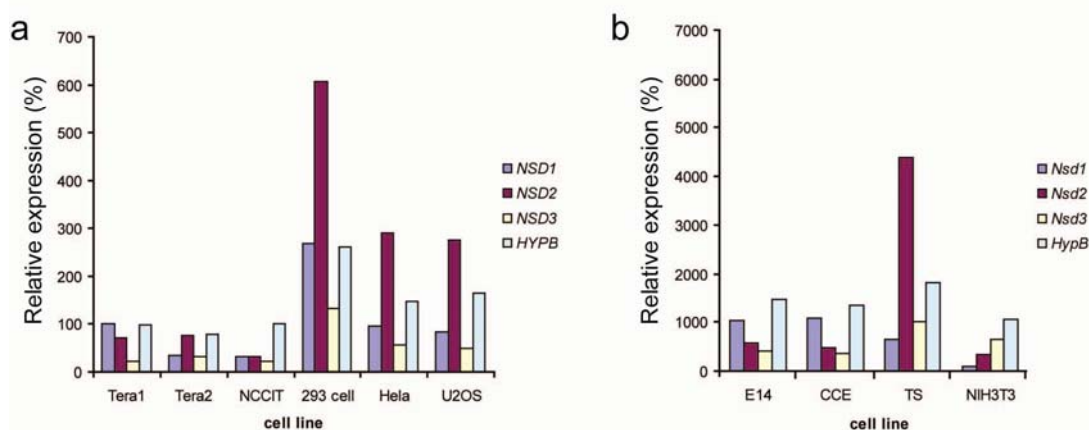 a
Relative expression (%)
700
600
500
400
300
200
100
0
Tera1 Tera2 NCCIT 293 cell Hela U2OS
cell line
NSD1
NSD2
NSD3
HYPB
b
Relative expression (%)
7000
6000
5000
4000
3000
2000
1000
0
E14 CCE TS NIH3T3
cell line
Nsd1
Nsd2
Nsd3
HypB